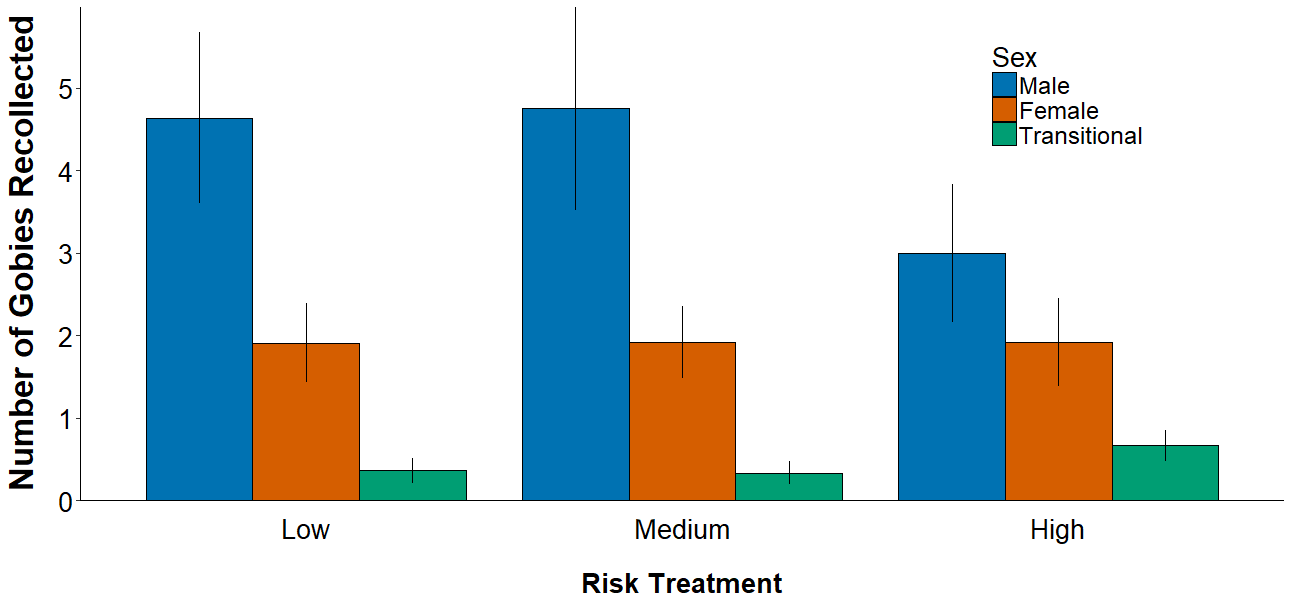 Number of Gobies Recollected
5
4
3
2
1
0
Sex
Male
Female
Transitional
Low
Medium
High
Risk Treatment